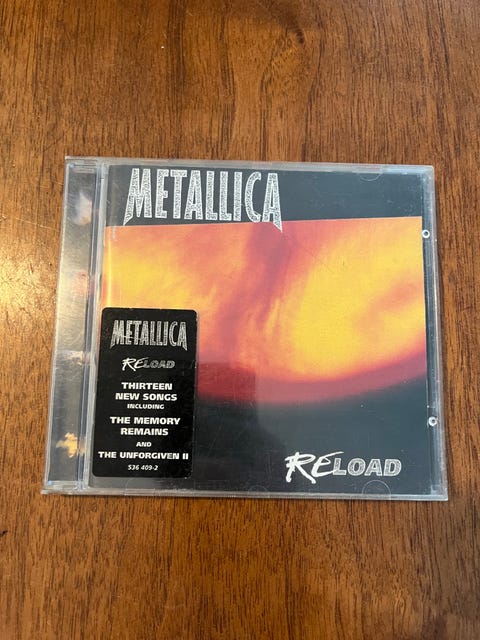 METALLICA
METALLICA
RELOAD
THIRTEEN
NEW SONGS
INCLUDING
THE MEMORY
REMAINS
AND
THE UNFORGIVEN II
536 409-2
RELOAD